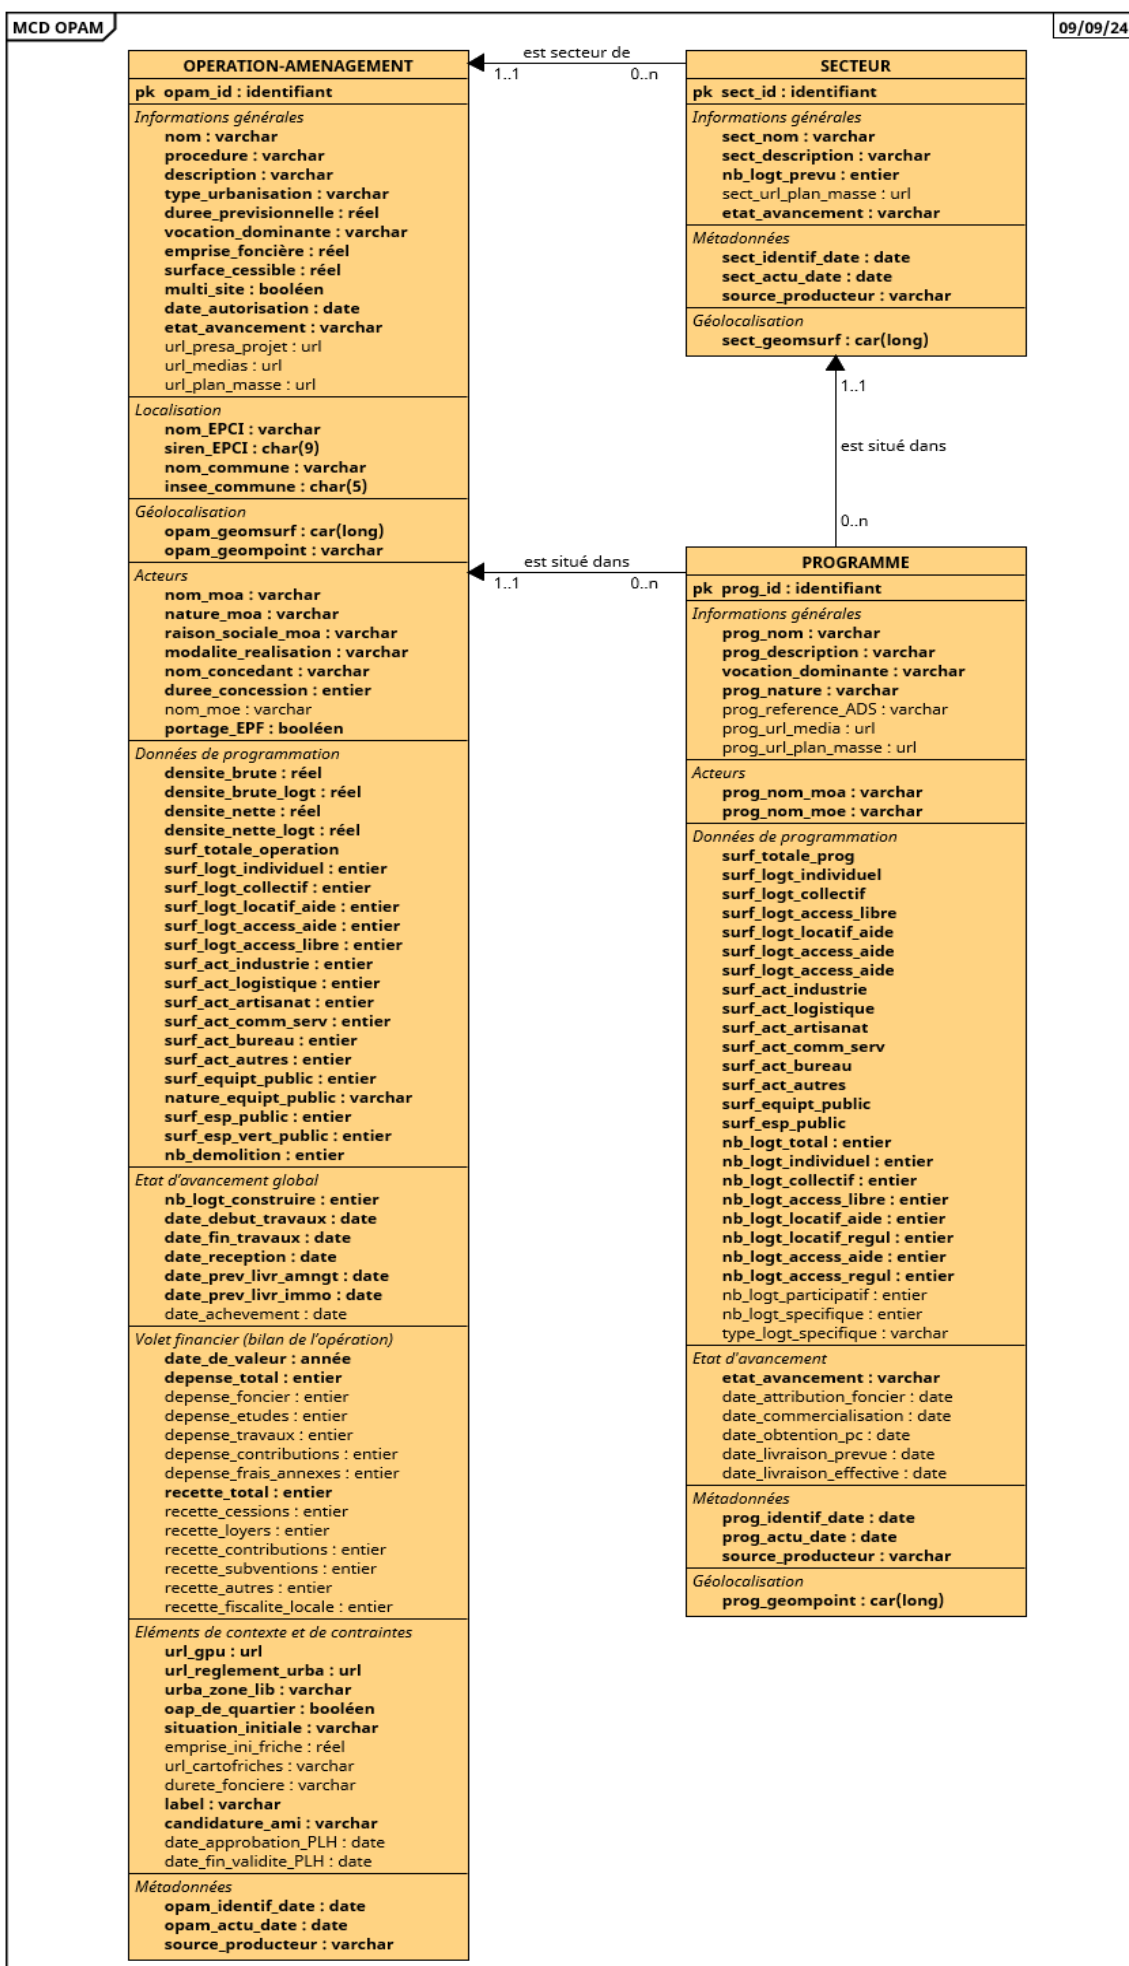 MCD OPAM
09/09/24
OPERATION-AMENAGEMENT
pk opam_id : identifiant
Informations générales
nom : varchar
procedure : varchar
description : varchar
type_urbanisation : varchar
duree_previsionnelle : réel
vocation_dominante : varchar
emprise_foncière : réel
surface_cessible : réel
multi_site : booléen
date_autorisation : date
etat_avancement : varchar
url_presa_projet : url
url_medias : url
url_plan_masse : url
Localisation
nom_EPCI : varchar
siren_EPCI : char(9)
nom_commune : varchar
insee_commune : char(5)
Géolocalisation
opam_geomsurf : car(long)
opam_geompoint : varchar
Acteurs
nom_moa : varchar
nature_moa : varchar
raison_sociale_moa : varchar
modalite_realisation : varchar
nom_concedant : varchar
duree_concession : entier
nom_moe : varchar
portage_EPF : booléen
Données de programmation
densite_brute : réel
densite_brute_logt : réel
densite_nette : réel
densite_nette_logt : réel
surf_totale_operation
surf_logt_individuel : entier
surf_logt_collectif : entier
surf_logt_locatif_aide : entier
surf_logt_access_aide : entier
surf_logt_access_libre : entier
surf_act_industrie : entier
surf_act_logistique : entier
surf_act_artisanat : entier
surf_act_comm_serv : entier
surf_act_bureau : entier
surf_act_autres : entier
surf_equipt_public : entier
nature_equipt_public : varchar
surf_esp_public : entier
surf_esp_vert_public : entier
nb_demolition : entier
Etat d'avancement global
nb_logt_construire : entier
date_debut_travaux : date
date_fin_travaux : date
date_reception : date
date_prev_livr_amngt : date
date_prev_livr_immo : date
date_achevement : date
Volet financier (bilan de l'opération)
date_de_valeur : année
depense_total : entier
depense_foncier : entier
depense_etudes : entier
depense_travaux : entier
depense_contributions : entier
depense_frais_annexes : entier
recette_total : entier
recette_cessions : entier
recette_loyers : entier
recette_contributions : entier
recette_subventions : entier
recette_autres : entier
recette_fiscalite_locale : entier
Eléments de contexte et de contraintes
url_gpu : url
url_reglement_urba : url
urba_zone_lib : varchar
oap_de_quartier : booléen
situation_initiale : varchar
emprise_ini_friche : réel
url_cartofriches : varchar
durete_fonciere : varchar
label : varchar
candidature_ami : varchar
date_approbation_PLH : date
date_fin_validite_PLH : date
Métadonnées
opam_identif_date : date
opam_actu_date : date
source_producteur : varchar
est secteur de
1..1
0..n
SECTEUR
pk sect_id : identifiant
Informations générales
sect_nom : varchar
sect_description : varchar
nb_logt_prevu : entier
sect_url_plan_masse : url
etat_avancement : varchar
Métadonnées
sect_identif_date : date
sect_actu_date : date
source_producteur : varchar
Géolocalisation
sect_geomsurf : car(long)
1..1
est situé dans
0..n
est situé dans
1..1
0..n
PROGRAMME
pk prog_id : identifiant
Informations générales
prog_nom : varchar
prog_description : varchar
vocation_dominante : varchar
prog_nature : varchar
prog_reference_ADS : varchar
prog_url_media : url
prog_url_plan_masse : url
Acteurs
prog_nom_moa : varchar
prog_nom_moe : varchar
Données de programmation
surf_totale_prog
surf_logt_individuel
surf_logt_collectif
surf_logt_access_libre
surf_logt_locatif_aide
surf_logt_access_aide
surf_logt_access_aide
surf_act_industrie
surf_act_logistique
surf_act_artisanat
surf_act_comm_serv
surf_act_bureau
surf_act_autres
surf_equipt_public
surf_esp_public
nb_logt_total : entier
nb_logt_individuel : entier
nb_logt_collectif : entier
nb_logt_access_libre : entier
nb_logt_locatif_aide : entier
nb_logt_locatif_regul : entier
nb_logt_access_aide : entier
nb_logt_access_regul : entier
nb_logt_participatif : entier
nb_logt_specifique : entier
type_logt_specifique : varchar
Etat d'avancement
etat_avancement : varchar
date_attribution_foncier : date
date_commercialisation : date
date_obtention_pc : date
date_livraison_prevue : date
date_livraison_effective : date
Métadonnées
prog_identif_date : date
prog_actu_date : date
source_producteur : varchar
Géolocalisation
prog_geompoint : car(long)